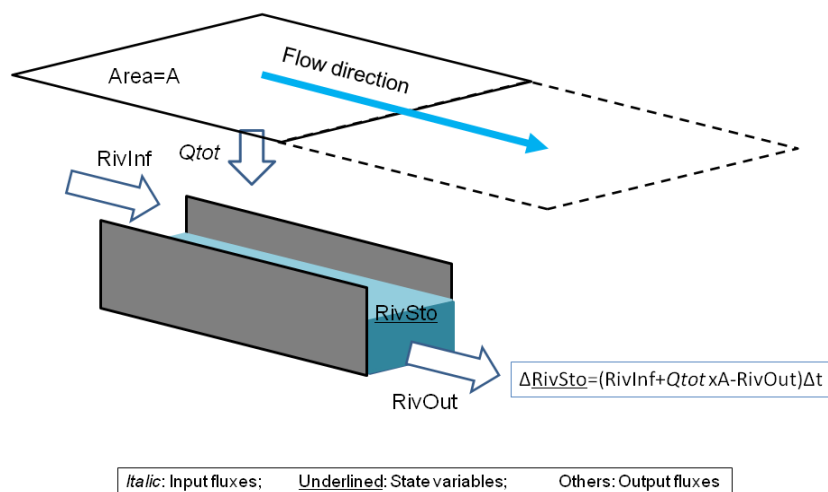 Area=A
Flow direction
Qtot
RivInf
RivSto
ΔRivSto=(RivInf+Qtot xA-RivOut)Δt
RivOut
Italic: Input fluxes; Underlined: State variables; Others: Output fluxes